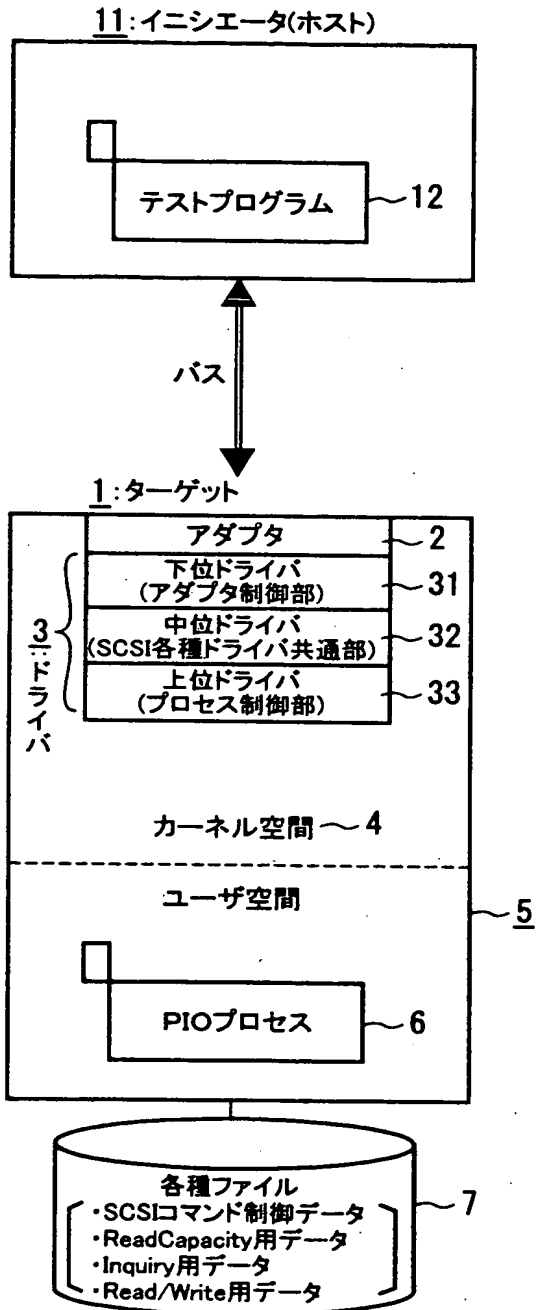 11:イニシエータ(ホスト)
テストプログラム
12
バス
1:ターゲット
アダプタ
2
下位ドライバ
(アダプタ制御部)
31
中位ドライバ
(SCSI各種ドライバ共通部)
32
上位ドライバ
(プロセス制御部)
33
3:ドライバ
カーネル空間
4
ユーザ空間
5
PIOプロセス
6
各種ファイル
・SCSIコマンド制御データ
・ReadCapacity用データ
・Inquiry用データ
・Read/Write用データ
7